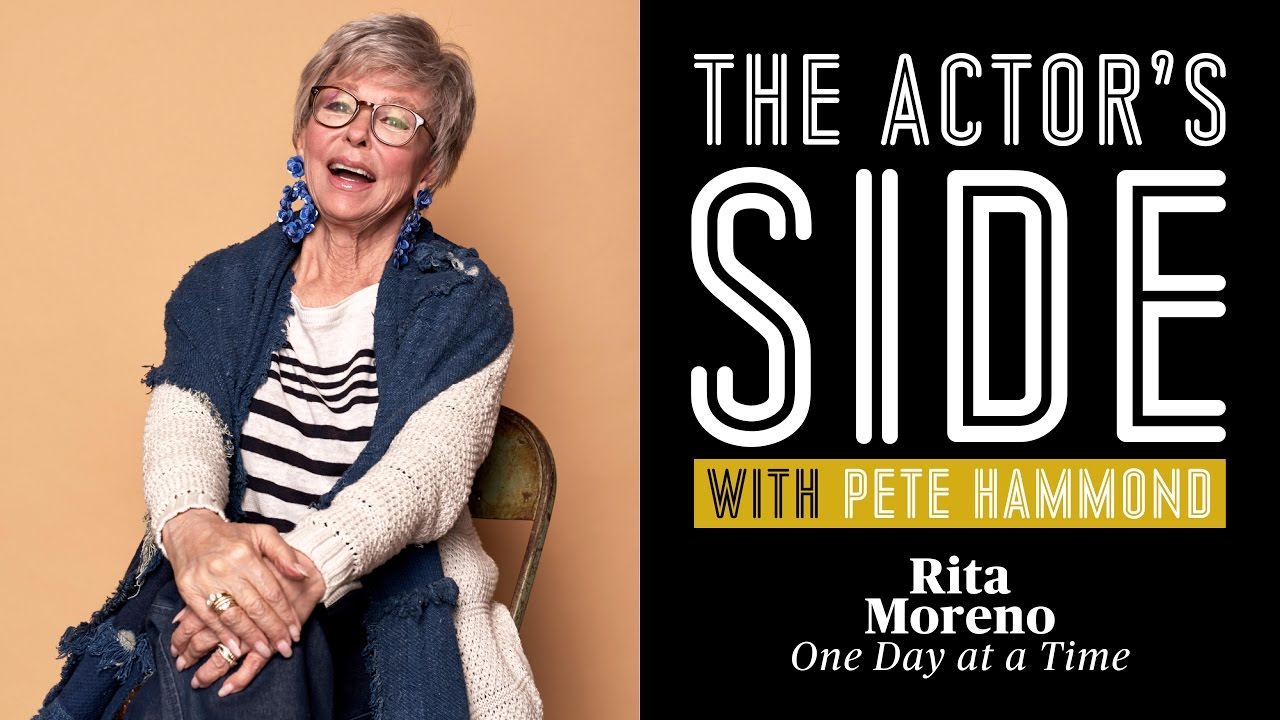 THE ACTOR'S
SIDE
WITH PETE HAMMOND
Rita
Moreno
One Day at a Time